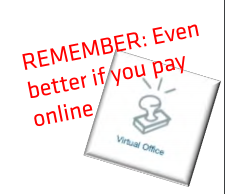 REMEMBER: Even
better if you pay
online
Virtual Office